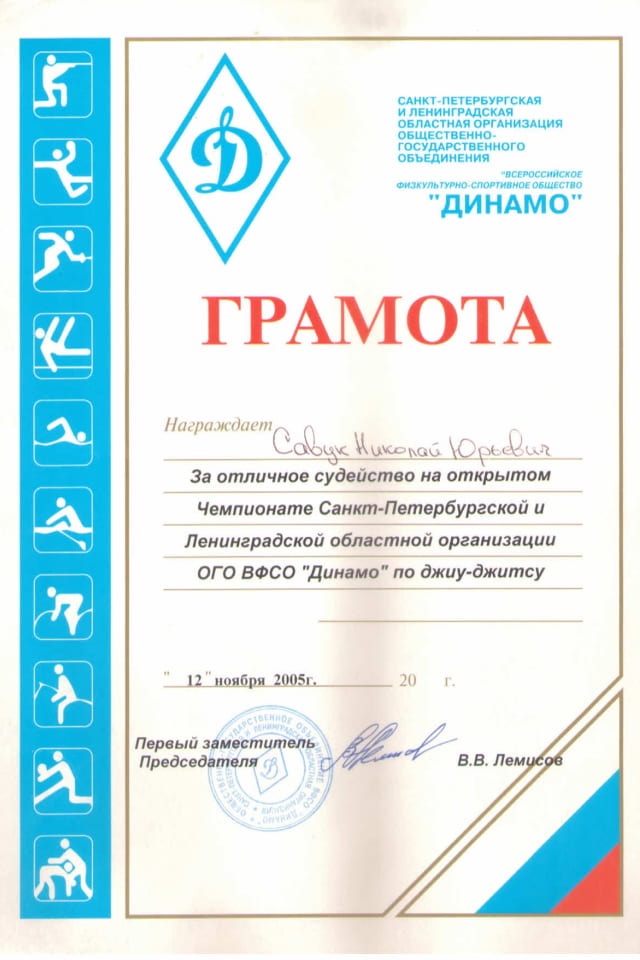 Д
САНКТ-ПЕТЕРБУРГСКАЯ
И ЛЕНИНГРАДСКАЯ
ОБЛАСТНАЯ ОРГАНИЗАЦИЯ
ОБЩЕСТВЕННО-
ГОСУДАРСТВЕННОГО
ОБЪЕДИНЕНИЯ
"ВСЕРОССИЙСКОЕ
ФИЗКУЛЬТУРНО-СПОРТИВНОЕ ОБЩЕСТВО
"ДИНАМО"
ГРАМОТА
Награждает Савук Николай Юрьевич
За отличное судейство на открытом
Чемпионате Санкт-Петербургской и
Ленинградской областной организации
ОГО ВФСО "Динамо" по джиу-джитсу
" 12 " ноября 2005г. 20 г.
Первый заместитель
Председателя В.В. Лемисов